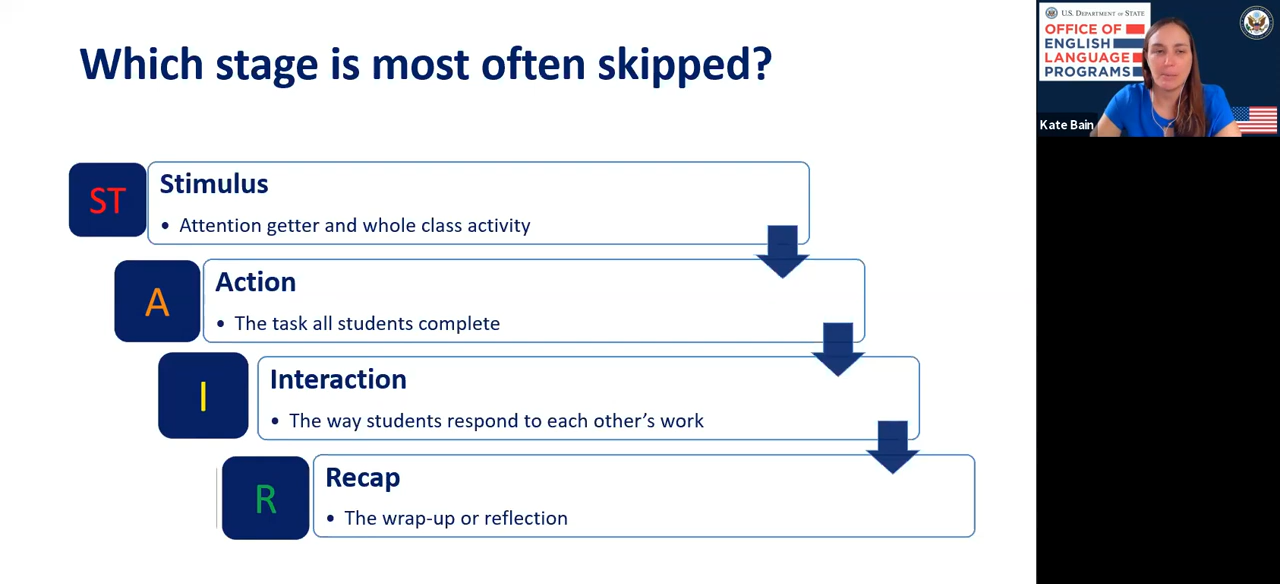 Which stage is most often skipped?
ST
Stimulus
• Attention getter and whole class activity
A
Action
• The task all students complete
I
Interaction
• The way students respond to each other’s work
R
Recap
• The wrap-up or reflection
U.S. DEPARTMENT OF STATE
OFFICE OF
ENGLISH
LANGUAGE
PROGRAMS
Kate Bain